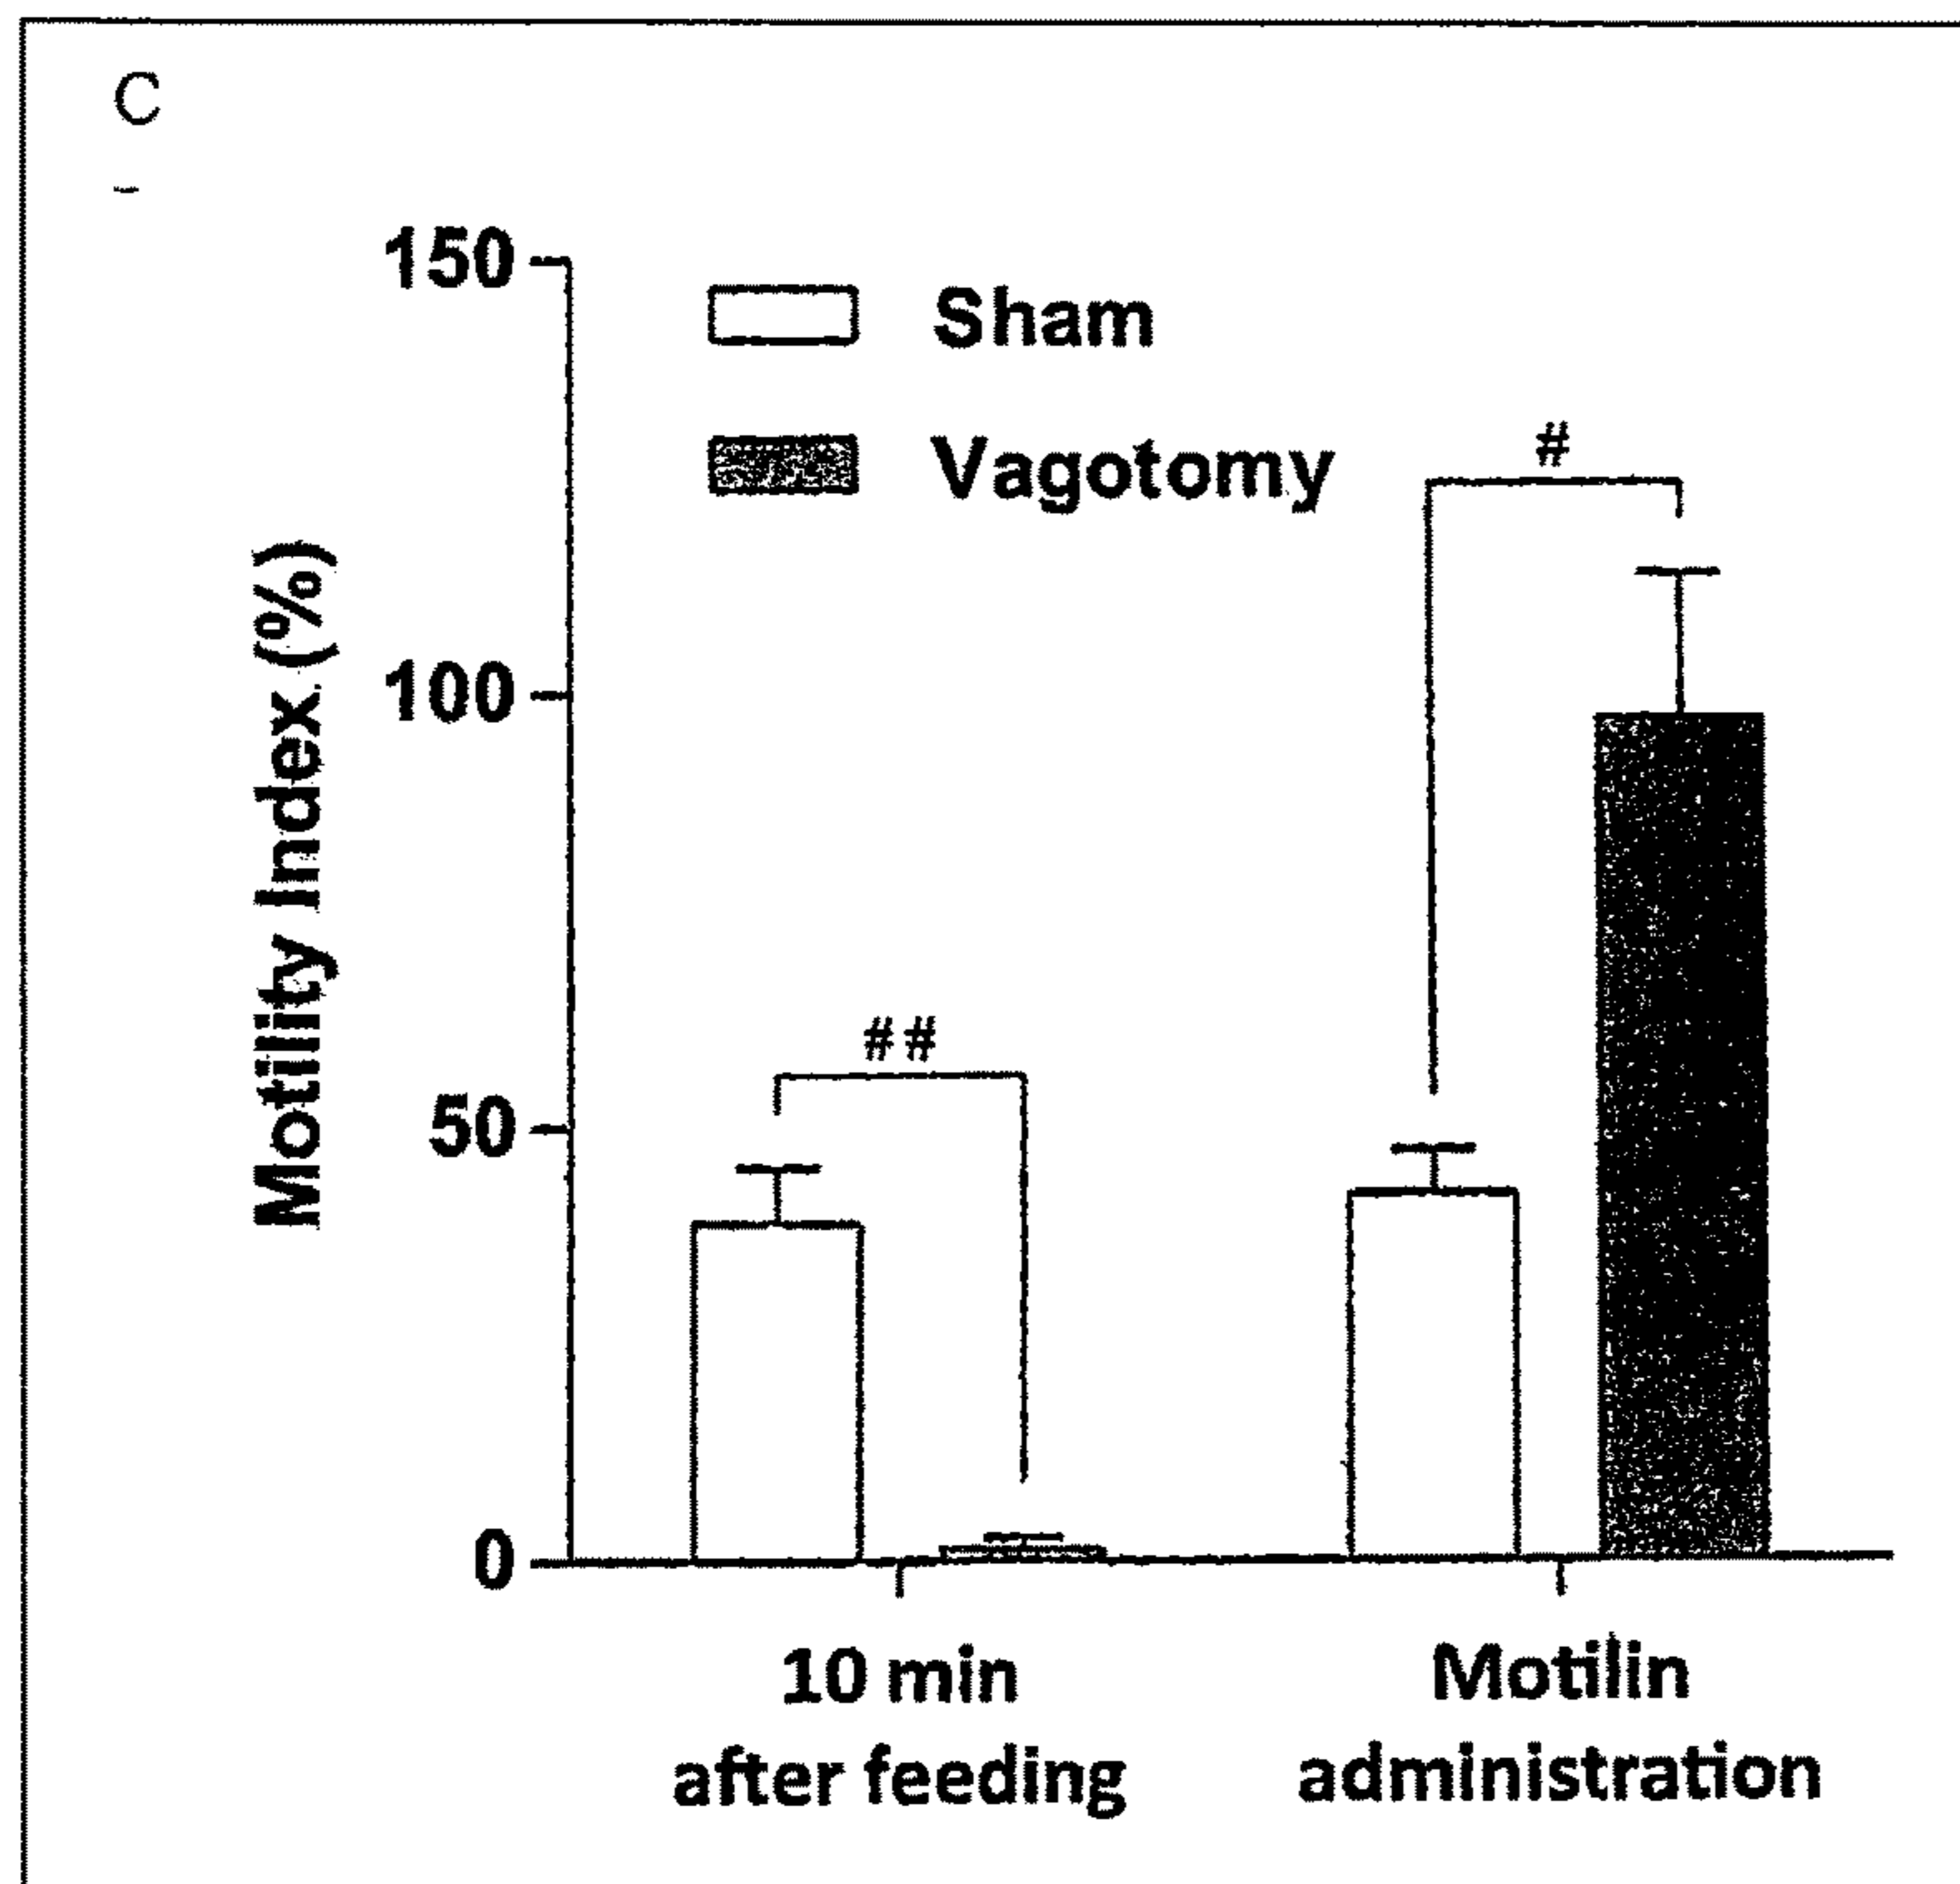 C
–
150
Sham
Vagotomy
#
100
Motility Index (%)
##
50
0
10 min
after feeding
Motilin
administration